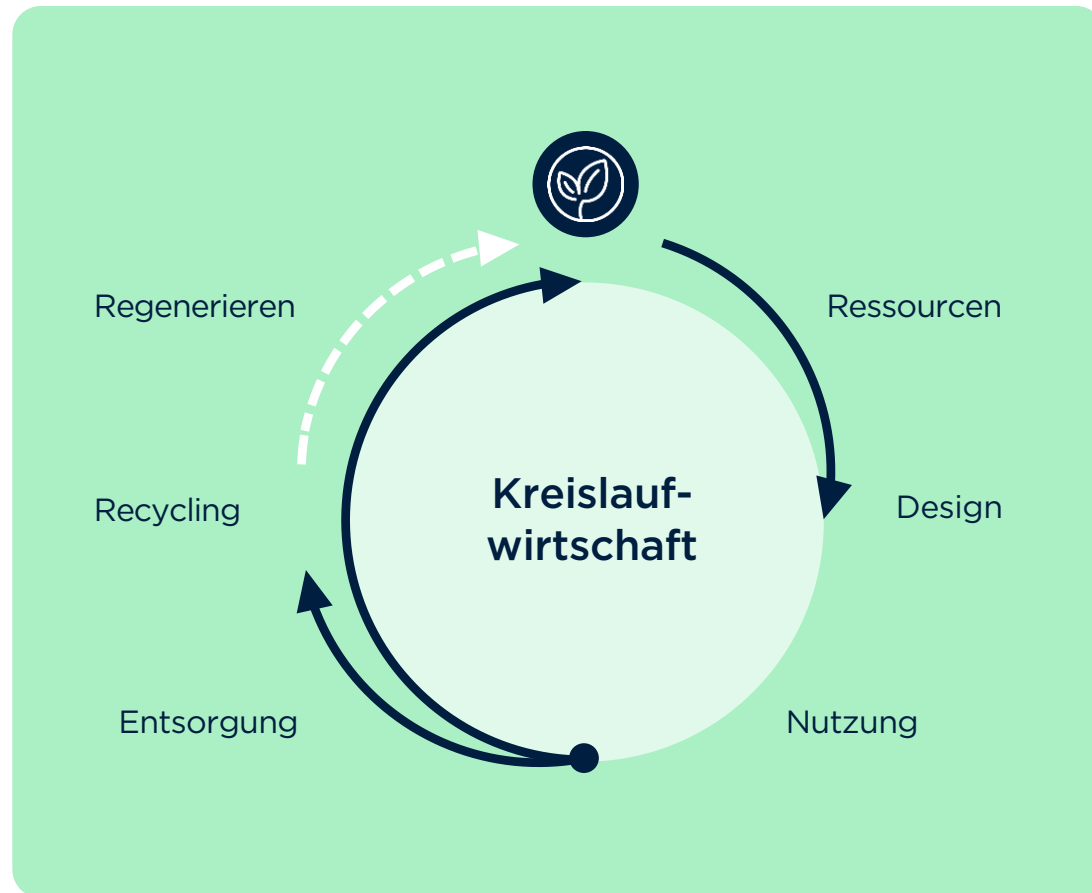 Regenerieren
Ressourcen
Kreislauf-
wirtschaft
Recycling
Design
Entsorgung
Nutzung